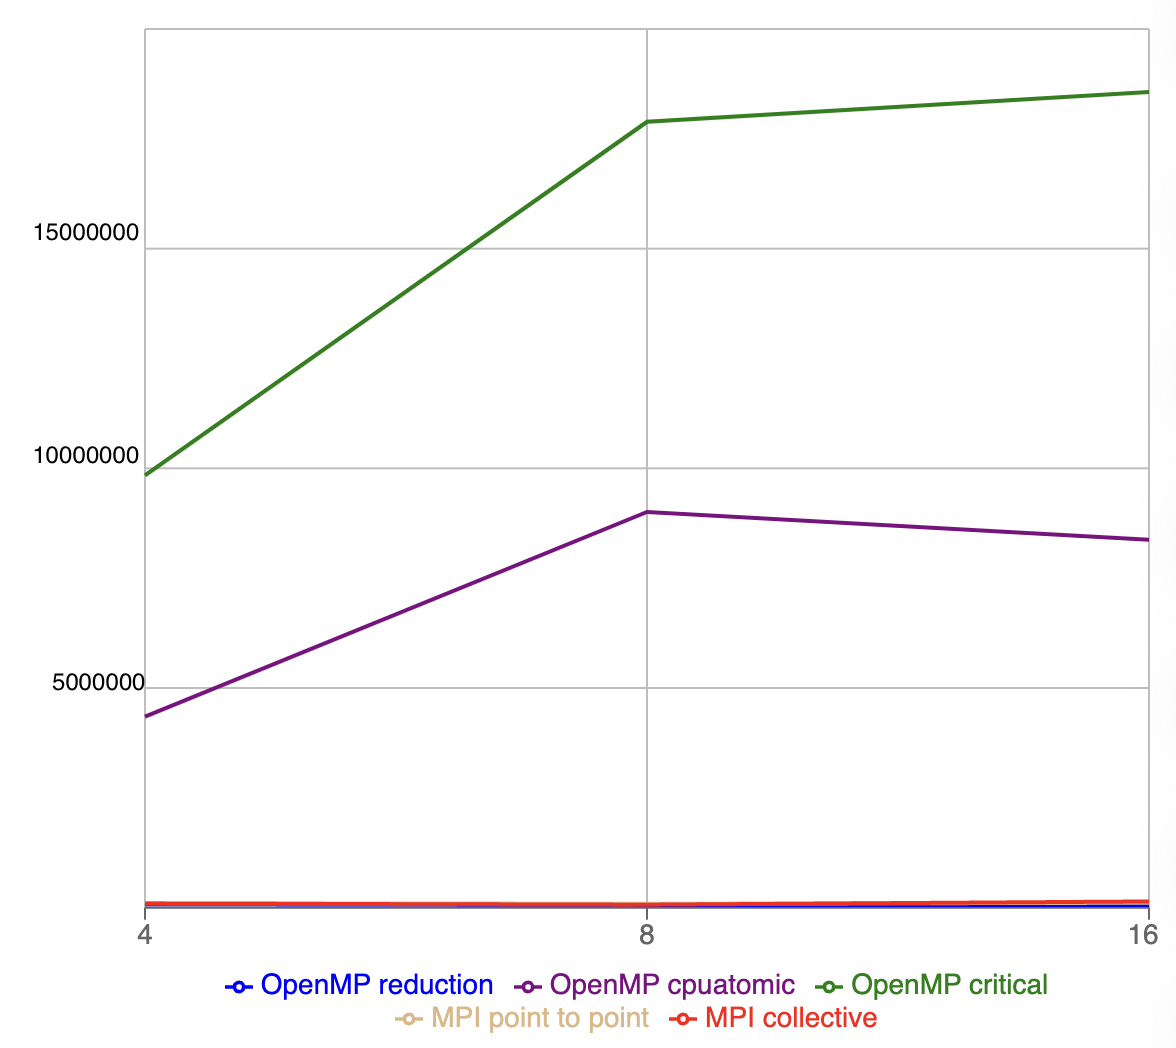 15000000
10000000
5000000
4 8 16
OpenMP reduction OpenMP cpuatomic OpenMP critical
MPI point to point MPI collective